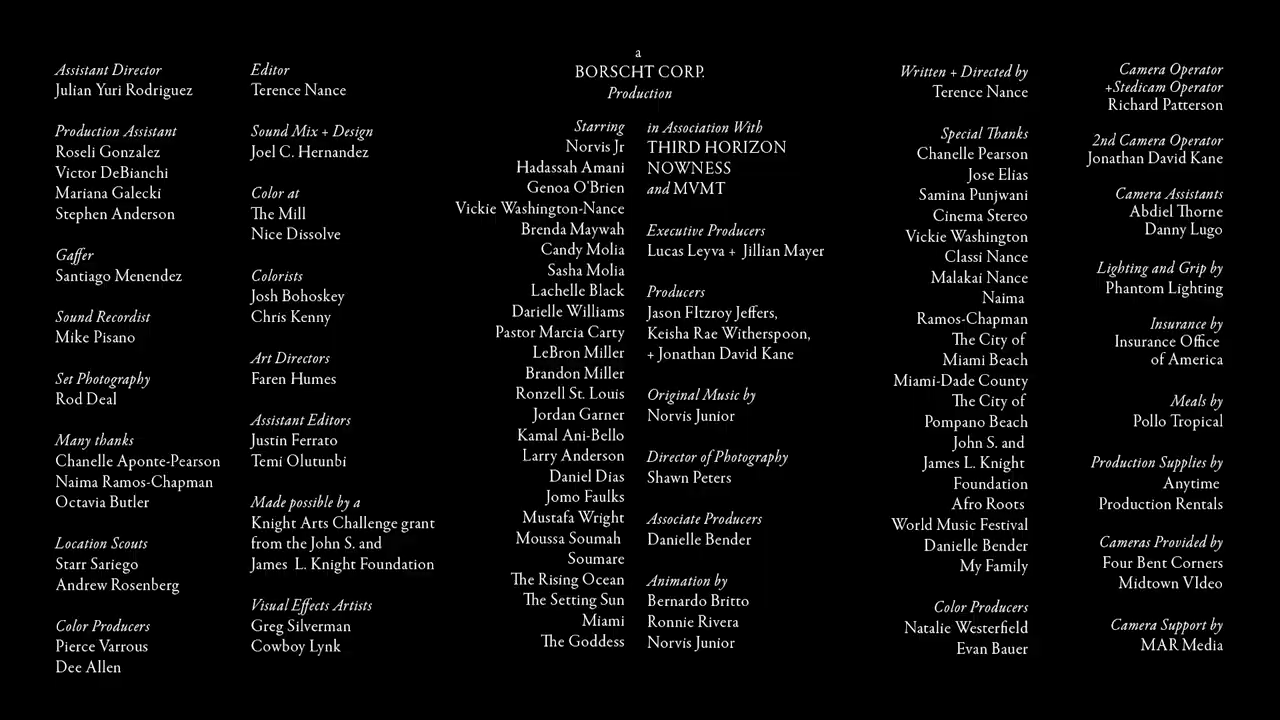 Assistant Director
Julian Yuri Rodriguez
Production Assistant
Roseli Gonzalez
Victor DeBianchi
Mariana Galecki
Stephen Anderson
Gaffer
Santiago Menendez
Sound Recordist
Mike Pisano
Set Photography
Rod Deal
Many thanks
Chanelle Aponte-Pearson
Naima Ramos-Chapman
Octavia Butler
Location Scouts
Starr Sariego
Andrew Rosenberg
Color Producers
Pierce Varrous
Dee Allen
Editor
Terence Nance
Sound Mix + Design
Joel C. Hernandez
Color at
The Mill
Nice Dissolve
Colorists
Josh Bohoskey
Chris Kenny
Art Directors
Faren Humes
Assistant Editors
Justin Ferrato
Temi Olutunbi
Made possible by a
Knight Arts Challenge grant
from the John S. and
James L. Knight Foundation
Visual Effects Artists
Greg Silverman
Cowboy Lynk
a
BORSCHT CORP.
Production
Starring
Norvis Jr
Hadassah Amani
Genoa O'Brien
Vickie Washington-Nance
Brenda Maywah
Candy Molia
Sasha Molia
Lachelle Black
Darielle Williams
Pastor Marcia Carty
LeBron Miller
Brandon Miller
Ronzell St. Louis
Jordan Garner
Kamal Ani-Bello
Larry Anderson
Daniel Dias
Jomo Faulks
Mustafa Wright
Moussa Soumah
Soumare
The Rising Ocean
The Setting Sun
Miami
The Goddess
in Association With
THIRD HORIZON
NOWNESS
and MVMT
Executive Producers
Lucas Leyva + Jillian Mayer
Producers
Jason FItzroy Jeffers,
Keisha Rae Witherspoon,
+ Jonathan David Kane
Original Music by
Norvis Junior
Director of Photography
Shawn Peters
Associate Producers
Danielle Bender
Animation by
Bernardo Britto
Ronnie Rivera
Norvis Junior
Written + Directed by
Terence Nance
Special Thanks
Chanelle Pearson
Jose Elias
Samina Punjwani
Cinema Stereo
Vickie Washington
Classi Nance
Malakai Nance
Naima
Ramos-Chapman
The City of
Miami Beach
Miami-Dade County
The City of
Pompano Beach
John S. and
James L. Knight
Foundation
Afro Roots
World Music Festival
Danielle Bender
My Family
Color Producers
Natalie Westerfield
Evan Bauer
Camera Operator
+Stedicam Operator
Richard Patterson
2nd Camera Operator
Jonathan David Kane
Camera Assistants
Abdiel Thorne
Danny Lugo
Lighting and Grip by
Phantom Lighting
Insurance by
Insurance Office
of America
Meals by
Pollo Tropical
Production Supplies by
Anytime
Production Rentals
Cameras Provided by
Four Bent Corners
Midtown VIdeo
Camera Support by
MAR Media